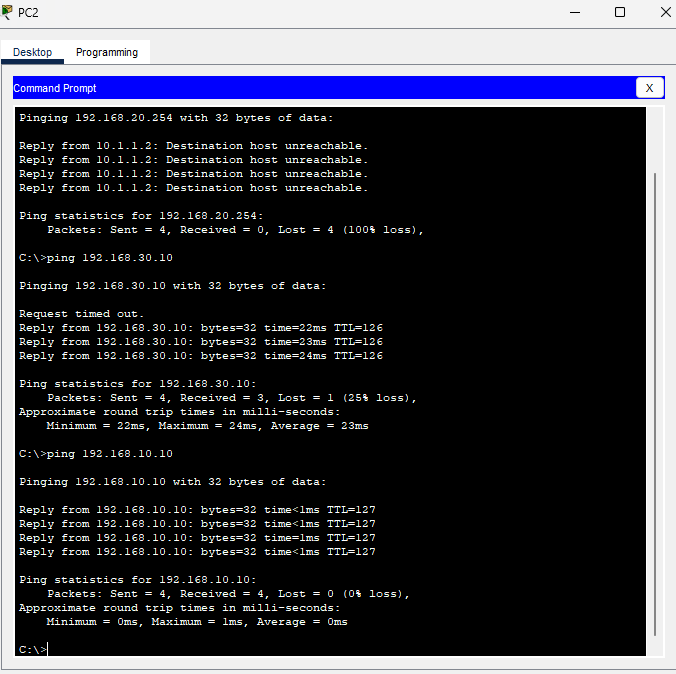 PC2
Desktop Programming
Command Prompt X
Pinging 192.168.20.254 with 32 bytes of data:
Reply from 10.1.1.2: Destination host unreachable.
Reply from 10.1.1.2: Destination host unreachable.
Reply from 10.1.1.2: Destination host unreachable.
Reply from 10.1.1.2: Destination host unreachable.
Ping statistics for 192.168.20.254:
Packets: Sent = 4, Received = 0, Lost = 4 (100% loss),
C:\>ping 192.168.30.10
Pinging 192.168.30.10 with 32 bytes of data:
Request timed out.
Reply from 192.168.30.10: bytes=32 time=22ms TTL=126
Reply from 192.168.30.10: bytes=32 time=23ms TTL=126
Reply from 192.168.30.10: bytes=32 time=24ms TTL=126
Ping statistics for 192.168.30.10:
Packets: Sent = 4, Received = 3, Lost = 1 (25% loss),
Approximate round trip times in milli-seconds:
Minimum = 22ms, Maximum = 24ms, Average = 23ms
C:\>ping 192.168.10.10
Pinging 192.168.10.10 with 32 bytes of data:
Reply from 192.168.10.10: bytes=32 time<1ms TTL=127
Reply from 192.168.10.10: bytes=32 time<1ms TTL=127
Reply from 192.168.10.10: bytes=32 time=1ms TTL=127
Reply from 192.168.10.10: bytes=32 time<1ms TTL=127
Ping statistics for 192.168.10.10:
Packets: Sent = 4, Received = 4, Lost = 0 (0% loss),
Approximate round trip times in milli-seconds:
Minimum = 0ms, Maximum = 1ms, Average = 0ms
C:\>